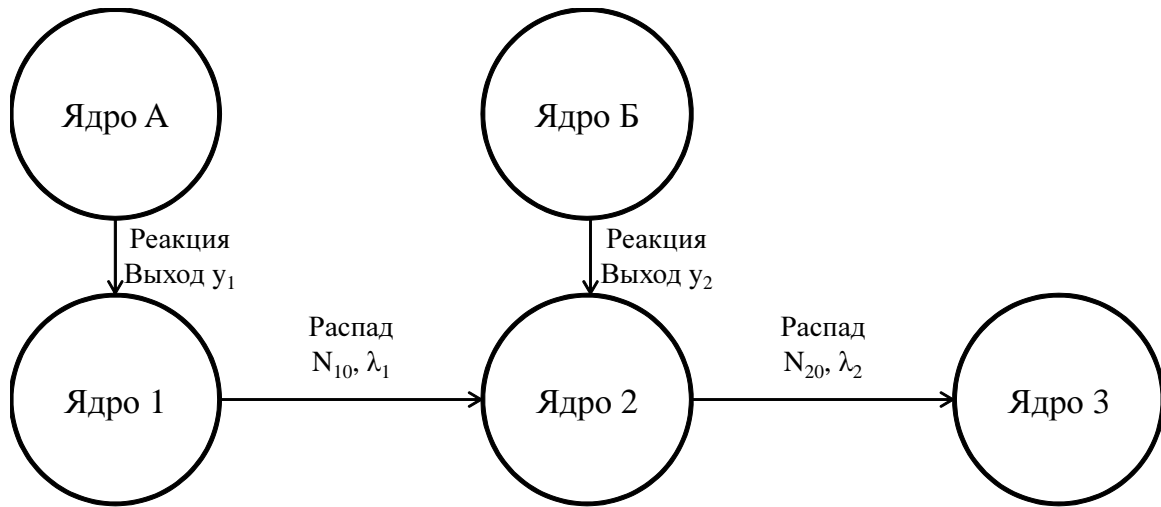 Ядро А
Ядро Б
Реакция
Выход y₁
Реакция
Выход y₂
Распад
N₁₀, λ₁
Распад
N₂₀, λ₂
Ядро 1
Ядро 2
Ядро 3